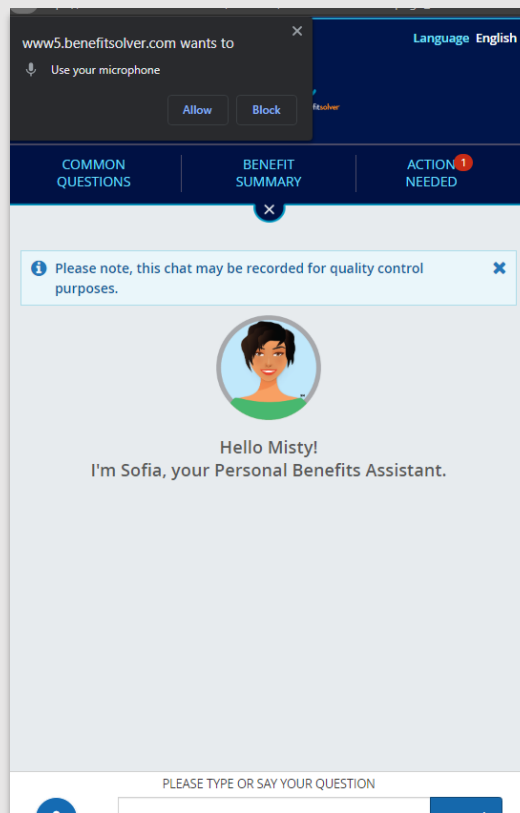 www5.benefitsolver.com wants to
Use your microphone
Allow Block
Language English
fitsolver
COMMON
QUESTIONS
BENEFIT
SUMMARY
ACTION 1
NEEDED
Please note, this chat may be recorded for quality control
purposes.
Hello Misty!
I'm Sofia, your Personal Benefits Assistant.
PLEASE TYPE OR SAY YOUR QUESTION